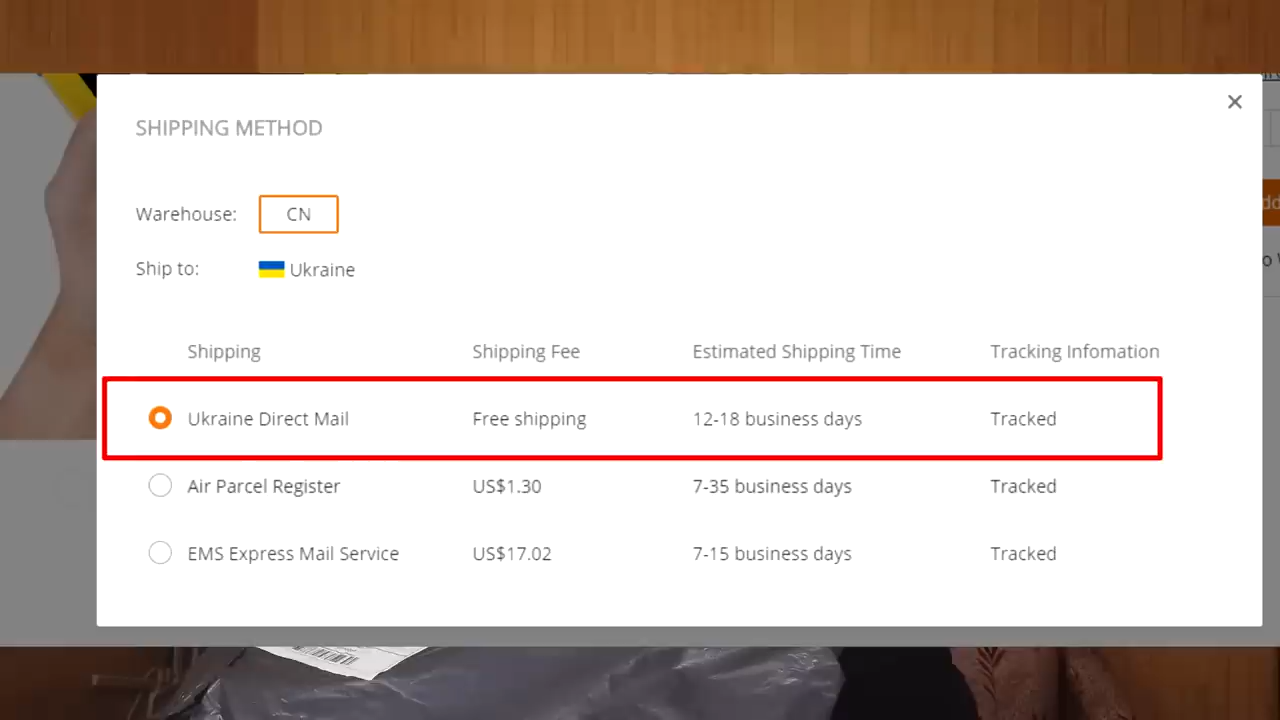 SHIPPING METHOD
Warehouse: CN
Ship to: Ukraine
Shipping Shipping Fee Estimated Shipping Time Tracking Infomation
Ukraine Direct Mail Free shipping 12-18 business days Tracked
Air Parcel Register US$1.30 7-35 business days Tracked
EMS Express Mail Service US$17.02 7-15 business days Tracked